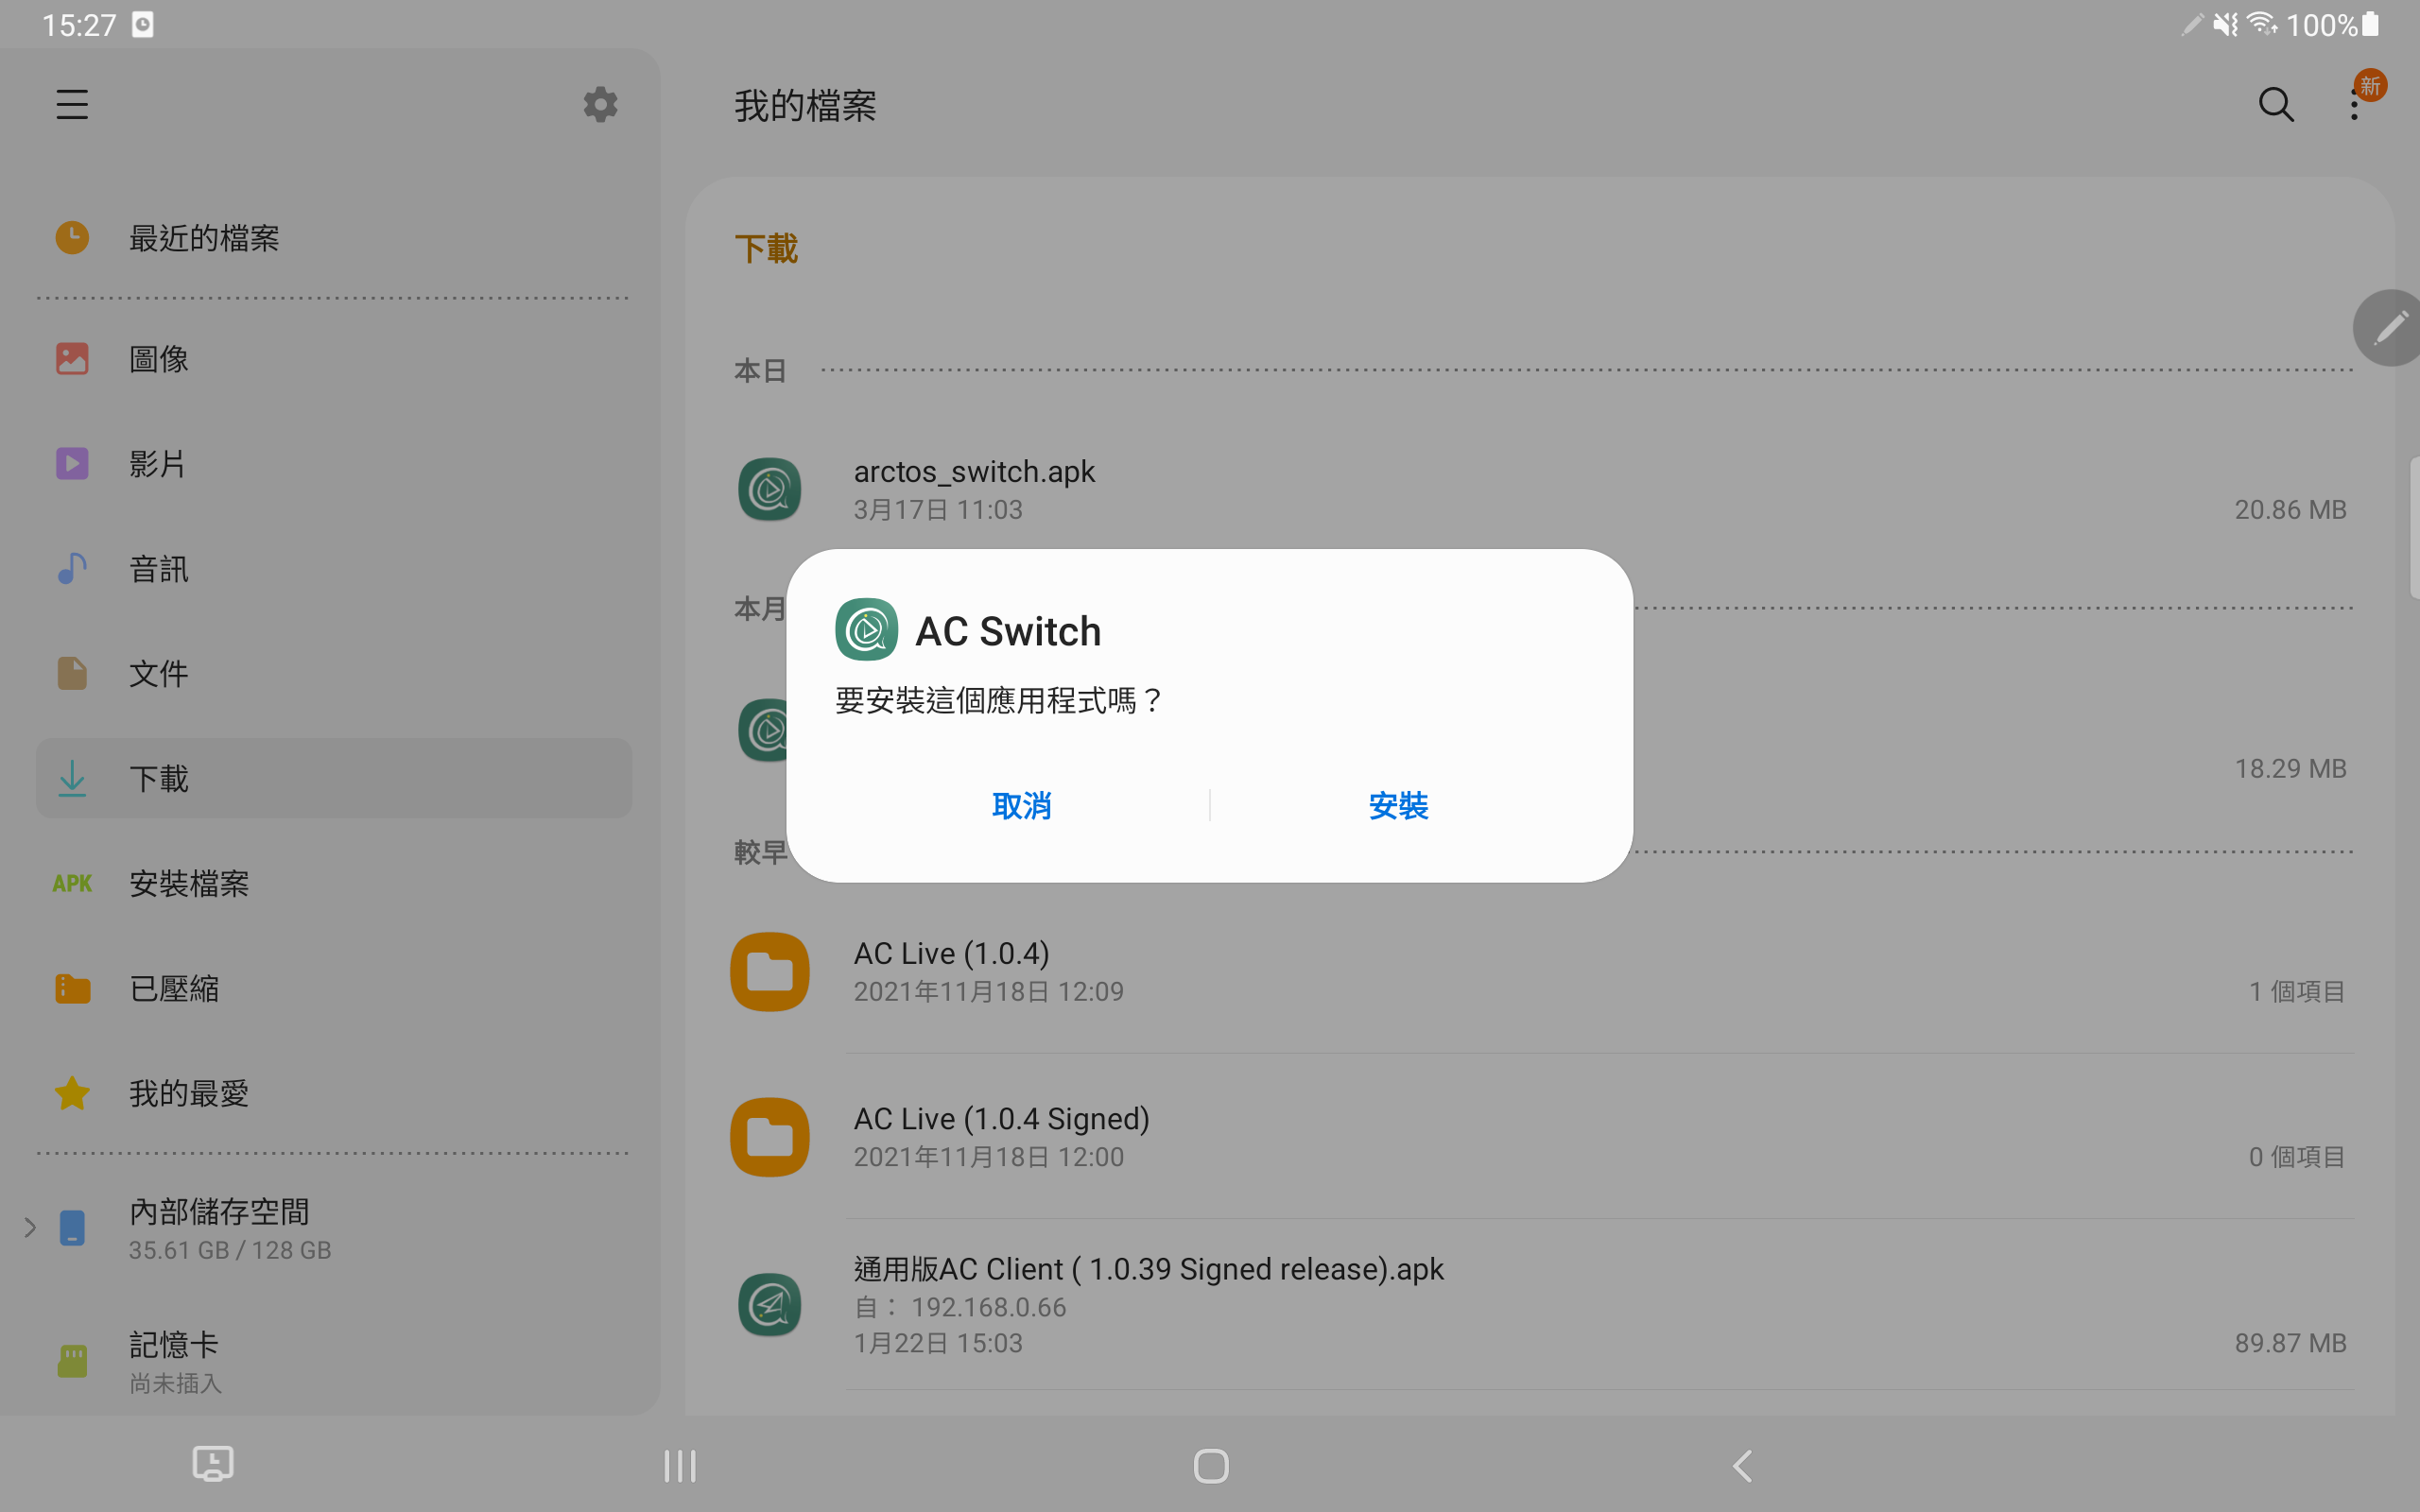 15:27
100%
我的檔案
新
最近的檔案
圖像
影片
音訊
文件
下載
APK 安裝檔案
已壓縮
我的最愛
內部儲存空間
35.61 GB / 128 GB
記憶卡
尚未插入
下載
本日
arctos_switch.apk
3月17日 11:03
20.86 MB
本月
18.29 MB
較早
AC Switch
要安裝這個應用程式嗎？
取消
安裝
AC Live (1.0.4)
2021年11月18日 12:09
1 個項目
AC Live (1.0.4 Signed)
2021年11月18日 12:00
0 個項目
通用版AC Client ( 1.0.39 Signed release).apk
自： 192.168.0.66
1月22日 15:03
89.87 MB